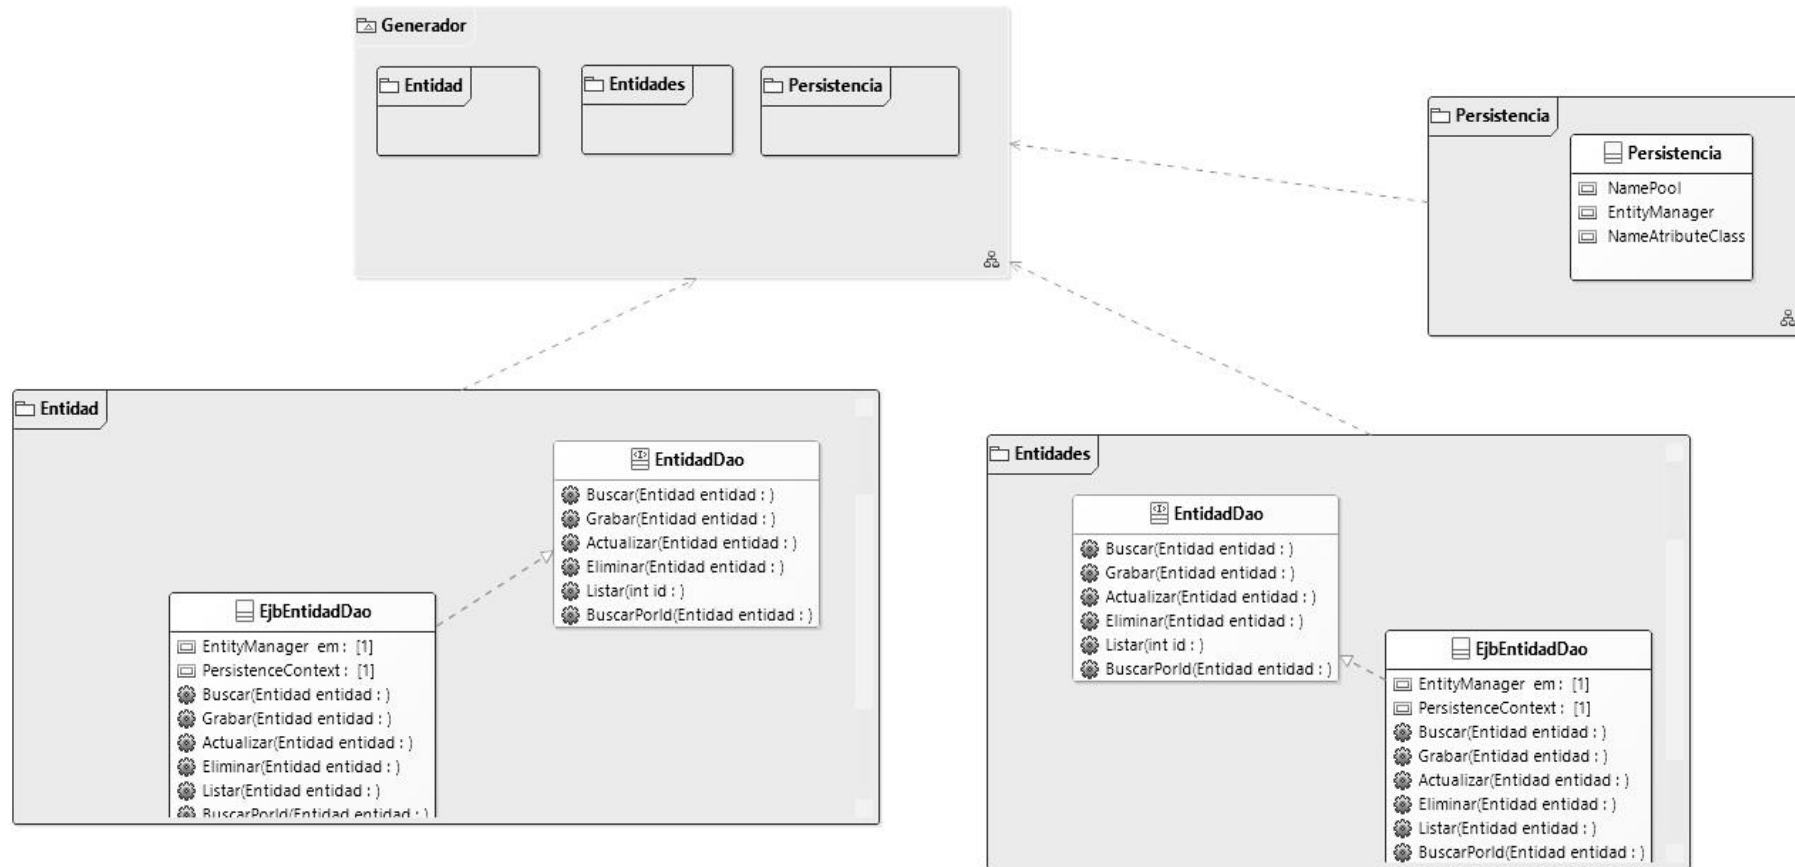 Generador
Entidad
Entidades
Persistencia
Persistencia
Persistencia
NamePool
EntityManager
NameAtributeClass
Entidad
EntidadDao
Buscar(Entidad entidad : )
Grabar(Entidad entidad : )
Actualizar(Entidad entidad : )
Eliminar(Entidad entidad : )
Listar(int id : )
BuscarPorId(Entidad entidad : )
EjbEntidadDao
EntityManager em : [1]
PersistenceContext : [1]
Buscar(Entidad entidad : )
Grabar(Entidad entidad : )
Actualizar(Entidad entidad : )
Eliminar(Entidad entidad : )
Listar(Entidad entidad : )
BuscarPorId(Entidad entidad : )
Entidades
EntidadDao
Buscar(Entidad entidad : )
Grabar(Entidad entidad : )
Actualizar(Entidad entidad : )
Eliminar(Entidad entidad : )
Listar(int id : )
BuscarPorId(Entidad entidad : )
EjbEntidadDao
EntityManager em : [1]
PersistenceContext : [1]
Buscar(Entidad entidad : )
Grabar(Entidad entidad : )
Actualizar(Entidad entidad : )
Eliminar(Entidad entidad : )
Listar(Entidad entidad : )
BuscarPorId(Entidad entidad : )